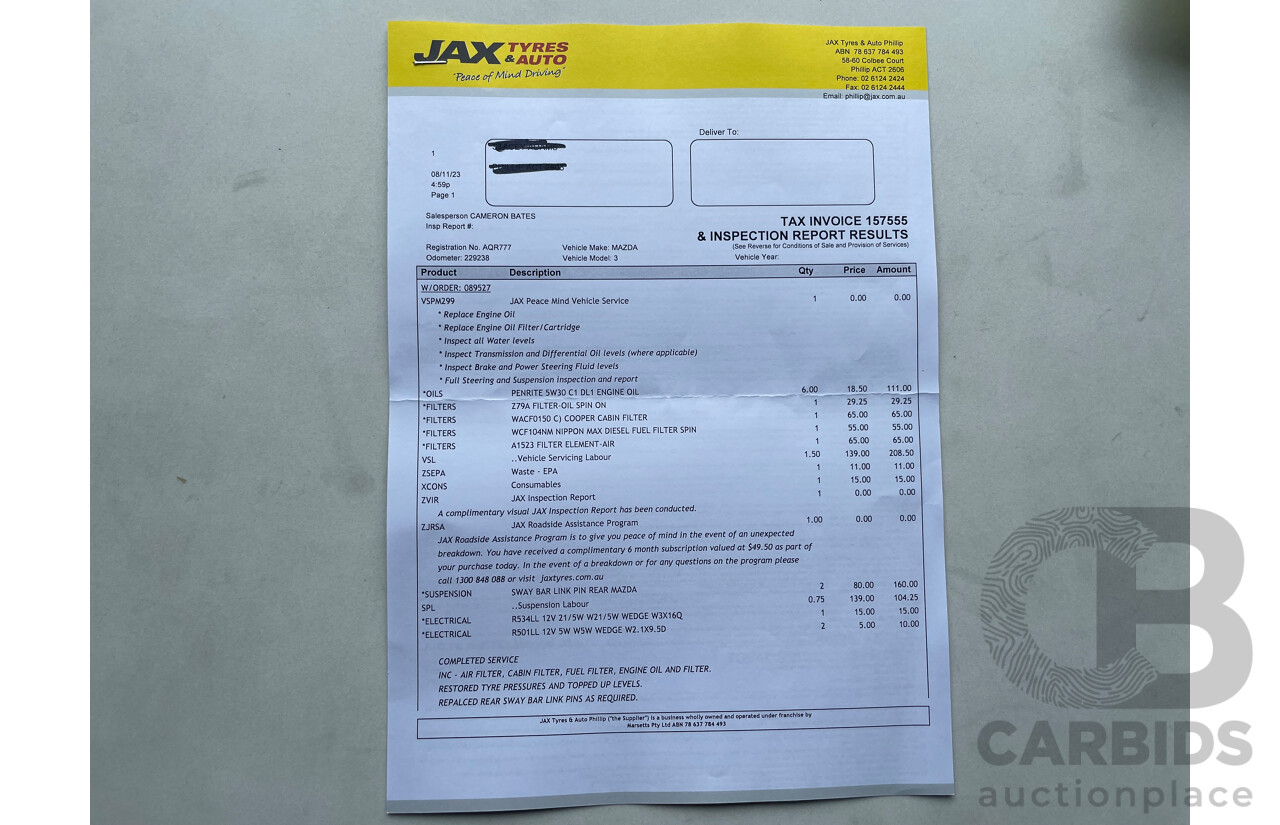 JAX TYRES & AUTO
"Peace of Mind Driving"
JAX Tyres & Auto Phillip
ABN 78 637 784 493
58-60 Colbee Court
Phillip ACT 2606
Phone: 02 6124 2424
Fax: 02 6124 2444
Email: phillip@jax.com.au
Deliver To:
1
08/11/23
4:59p
Page 1
Salesperson CAMERON BATES
Insp Report #:
TAX INVOICE 157555
& INSPECTION REPORT RESULTS
(See Reverse for Conditions of Sale and Provision of Services)
Registration No. AQR777 Vehicle Make: MAZDA
Odometer: 229238 Vehicle Model: 3 Vehicle Year:
Product Description Qty Price Amount
W/ORDER: 089527
VSPM299 JAX Peace Mind Vehicle Service 1 0.00 0.00
* Replace Engine Oil
* Replace Engine Oil Filter/Cartridge
* Inspect all Water levels
* Inspect Transmission and Differential Oil levels (where applicable)
* Inspect Brake and Power Steering Fluid levels
* Full Steering and Suspension inspection and report
*OILS PENRITE 5W30 C1 DL1 ENGINE OIL 6.00 18.50 111.00
*FILTERS Z79A FILTER-OIL SPIN ON 1 29.25 29.25
*FILTERS WACF0150 C) COOPER CABIN FILTER 1 65.00 65.00
*FILTERS WCF104NM NIPPON MAX DIESEL FUEL FILTER SPIN 1 55.00 55.00
*FILTERS A1523 FILTER ELEMENT-AIR 1 65.00 65.00
VSL ..Vehicle Servicing Labour 1.50 139.00 208.50
ZSEPA Waste - EPA 1 11.00 11.00
XCONS Consumables 1 15.00 15.00
ZVIR JAX Inspection Report 1 0.00 0.00
A complimentary visual JAX Inspection Report has been conducted.
ZJRSA JAX Roadside Assistance Program 1.00 0.00 0.00
JAX Roadside Assistance Program is to give you peace of mind in the event of an unexpected
breakdown. You have received a complimentary 6 month subscription valued at $49.50 as part of
your purchase today. In the event of a breakdown or for any questions on the program please
call 1300 848 088 or visit jaxtyres.com.au
*SUSPENSION SWAY BAR LINK PIN REAR MAZDA 2 80.00 160.00
SPL ..Suspension Labour 0.75 139.00 104.25
*ELECTRICAL R534LL 12V 21/5W W21/5W WEDGE W3X16Q 1 15.00 15.00
*ELECTRICAL R501LL 12V 5W W5W WEDGE W2.1X9.5D 2 5.00 10.00
COMPLETED SERVICE
INC - AIR FILTER, CABIN FILTER, FUEL FILTER, ENGINE OIL AND FILTER.
RESTORED TYRE PRESSURES AND TOPPED UP LEVELS.
REPALCED REAR SWAY BAR LINK PINS AS REQUIRED.
JAX Tyres & Auto Phillip ("the Supplier") is a business wholly owned and operated under franchise by
Marsetts Pty Ltd ABN 78 637 784 493
CB
CARBIDS
auctionplace